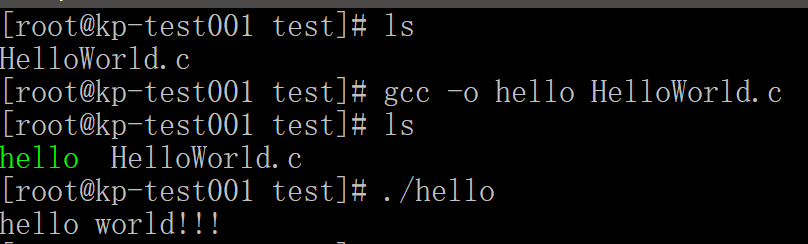 [root@kp-test001 test]# ls
HelloWorld.c
[root@kp-test001 test]# gcc -o hello HelloWorld.c
[root@kp-test001 test]# ls
hello  HelloWorld.c
[root@kp-test001 test]# ./hello
hello world!!!